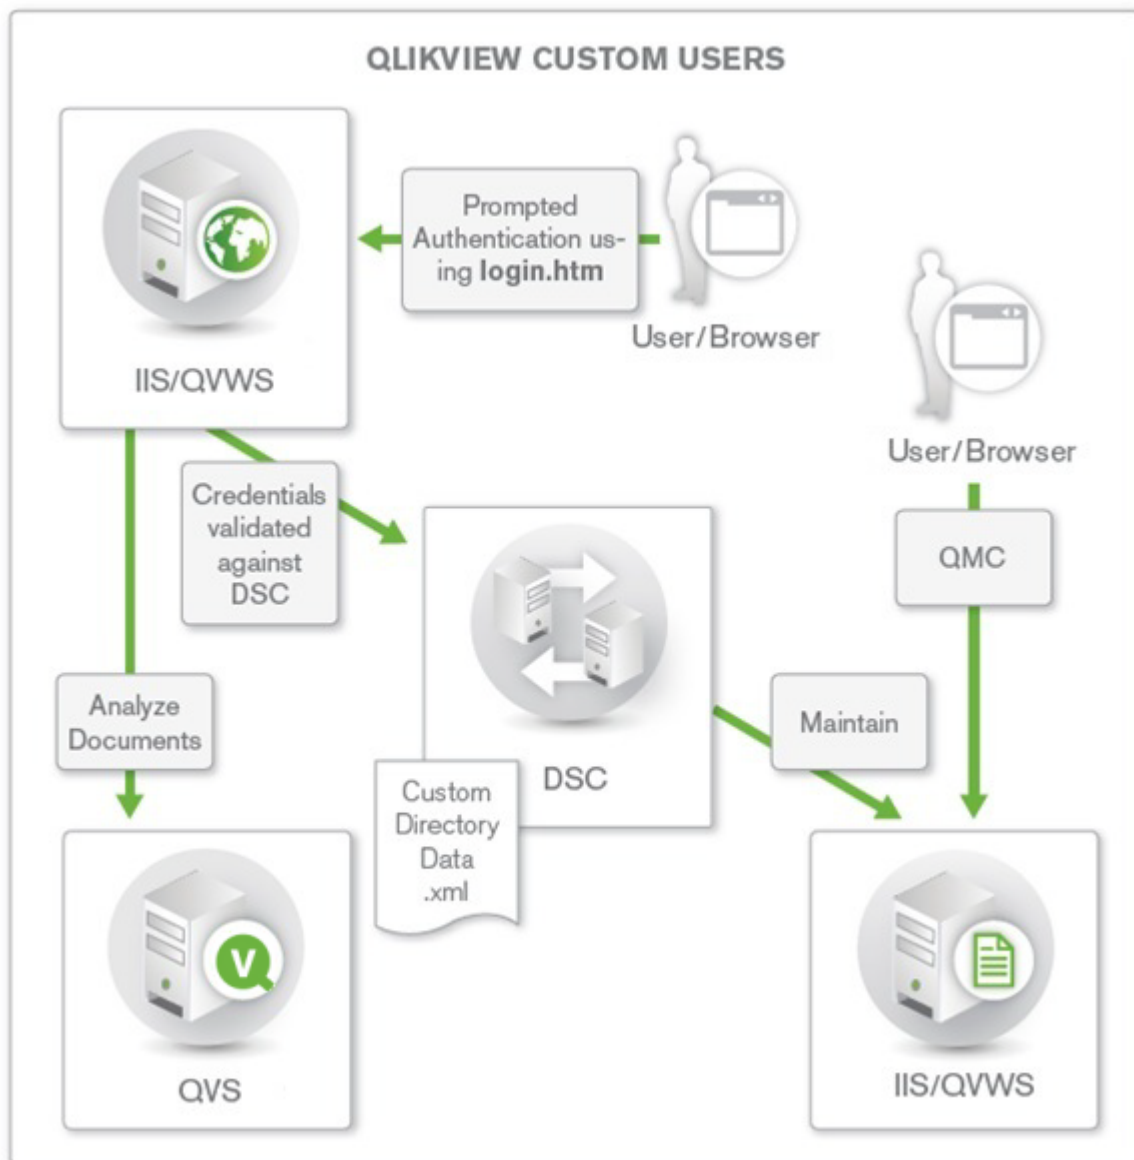 QLIKVIEW CUSTOM USERS
Prompted
Authentication us-
ing login.htm
User/Browser
IIS/QVWS
User/Browser
Credentials
validated
against
DSC
QMC
Analyze
Documents
Maintain
DSC
Custom
Directory
Data
.xml
V
QVS
IIS/QVWS